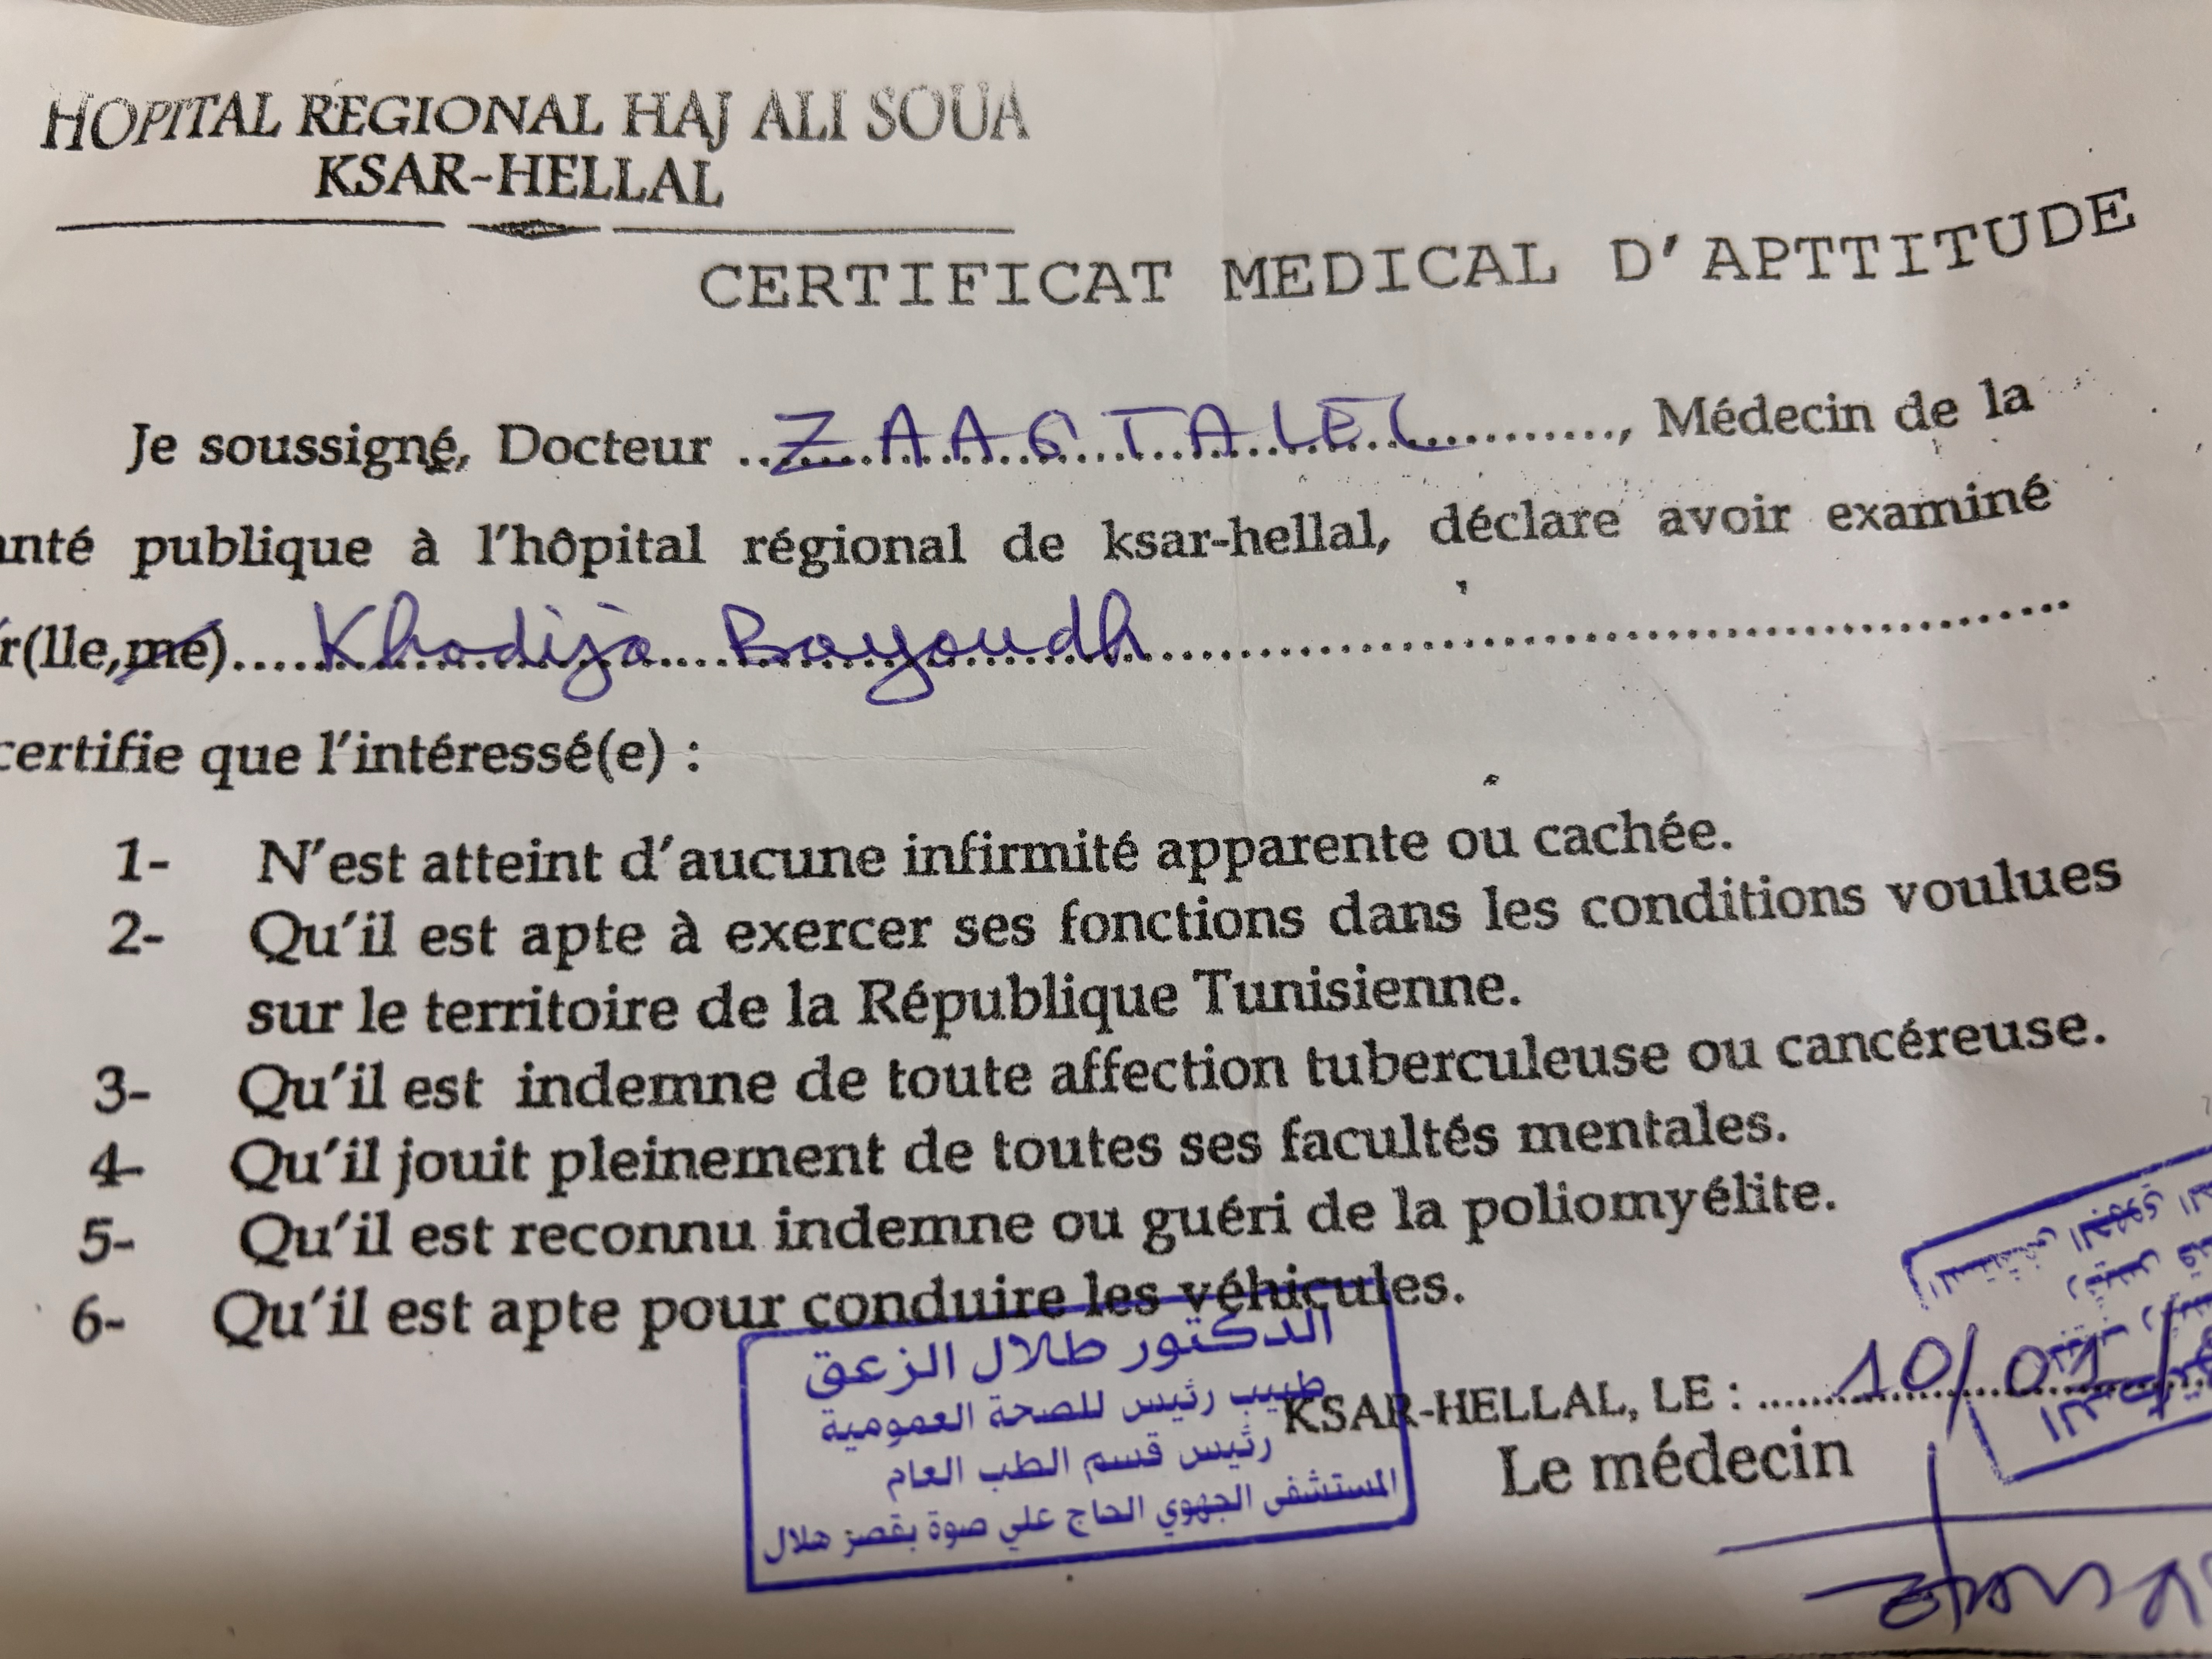 HOPITAL REGIONAL HAJ ALI SOUA
KSAR-HELLAL
CERTIFICAT MEDICAL D'APTTITUDE
Je soussigné, Docteur ..ZAAG TALEL.........., Médecin de la
nté publique à l'hôpital régional de ksar-hellal, déclare avoir examiné
r(lle,me)....Khadija Bayoudh..............................
certifie que l'intéressé(e) :
1- N'est atteint d'aucune infirmité apparente ou cachée.
2- Qu'il est apte à exercer ses fonctions dans les conditions voulues
sur le territoire de la République Tunisienne.
3- Qu'il est indemne de toute affection tuberculeuse ou cancéreuse.
4- Qu'il jouit pleinement de toutes ses facultés mentales.
5- Qu'il est reconnu indemne ou guéri de la poliomyélite.
6- Qu'il est apte pour conduire les véhicules.
الدكتور طلال الزعق
طبيب رئيس للصحة العمومية
رئيس قسم الطب العام
المستشفى الجهوي الحاج علي صوة بقصر هلال
KSAR-HELLAL, LE : ......10/01/
Le médecin
المستشفى الجهوي